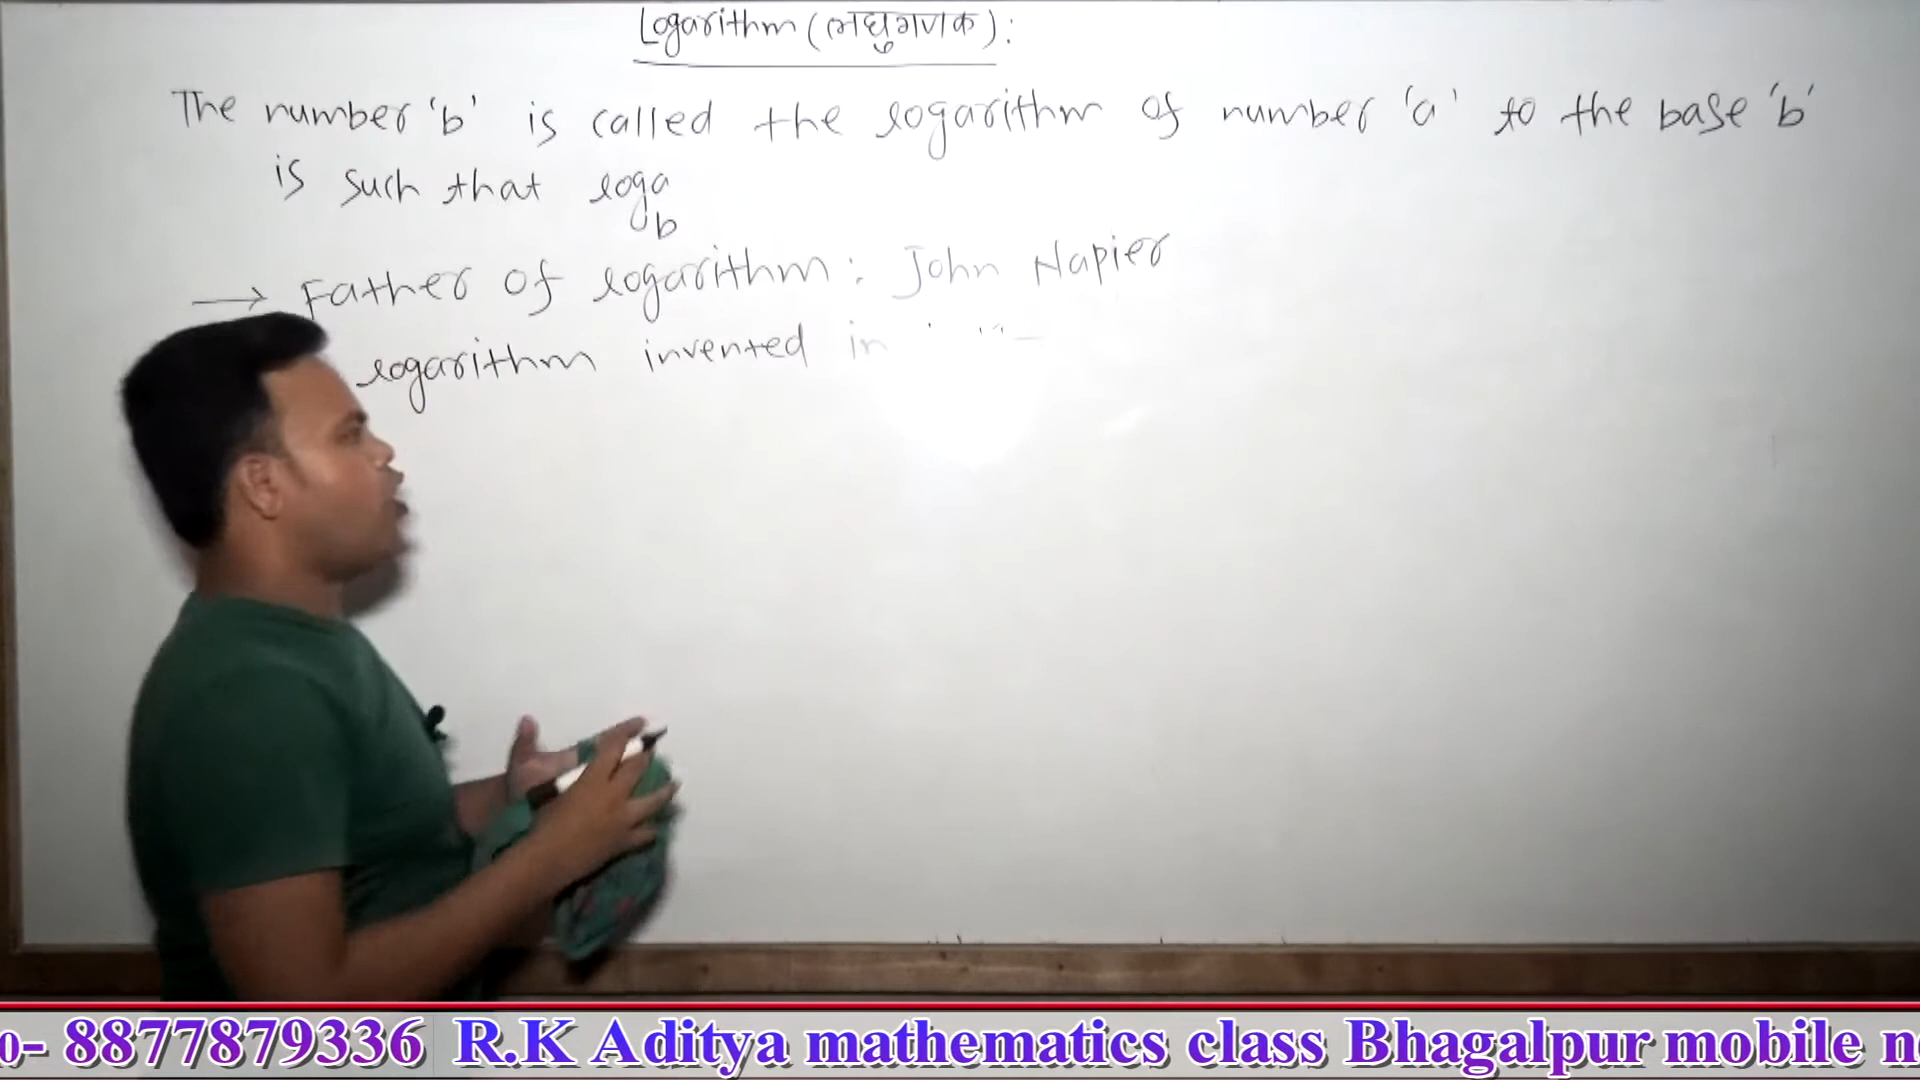 Logarithm (लघुगणक):
The number 'b' is called the logarithm of number 'a' to the base 'b'
is such that log a
b
→ Father of logarithm: John Napier
logarithm invented in
o- 8877879336 R.K Aditya mathematics class Bhagalpur mobile n